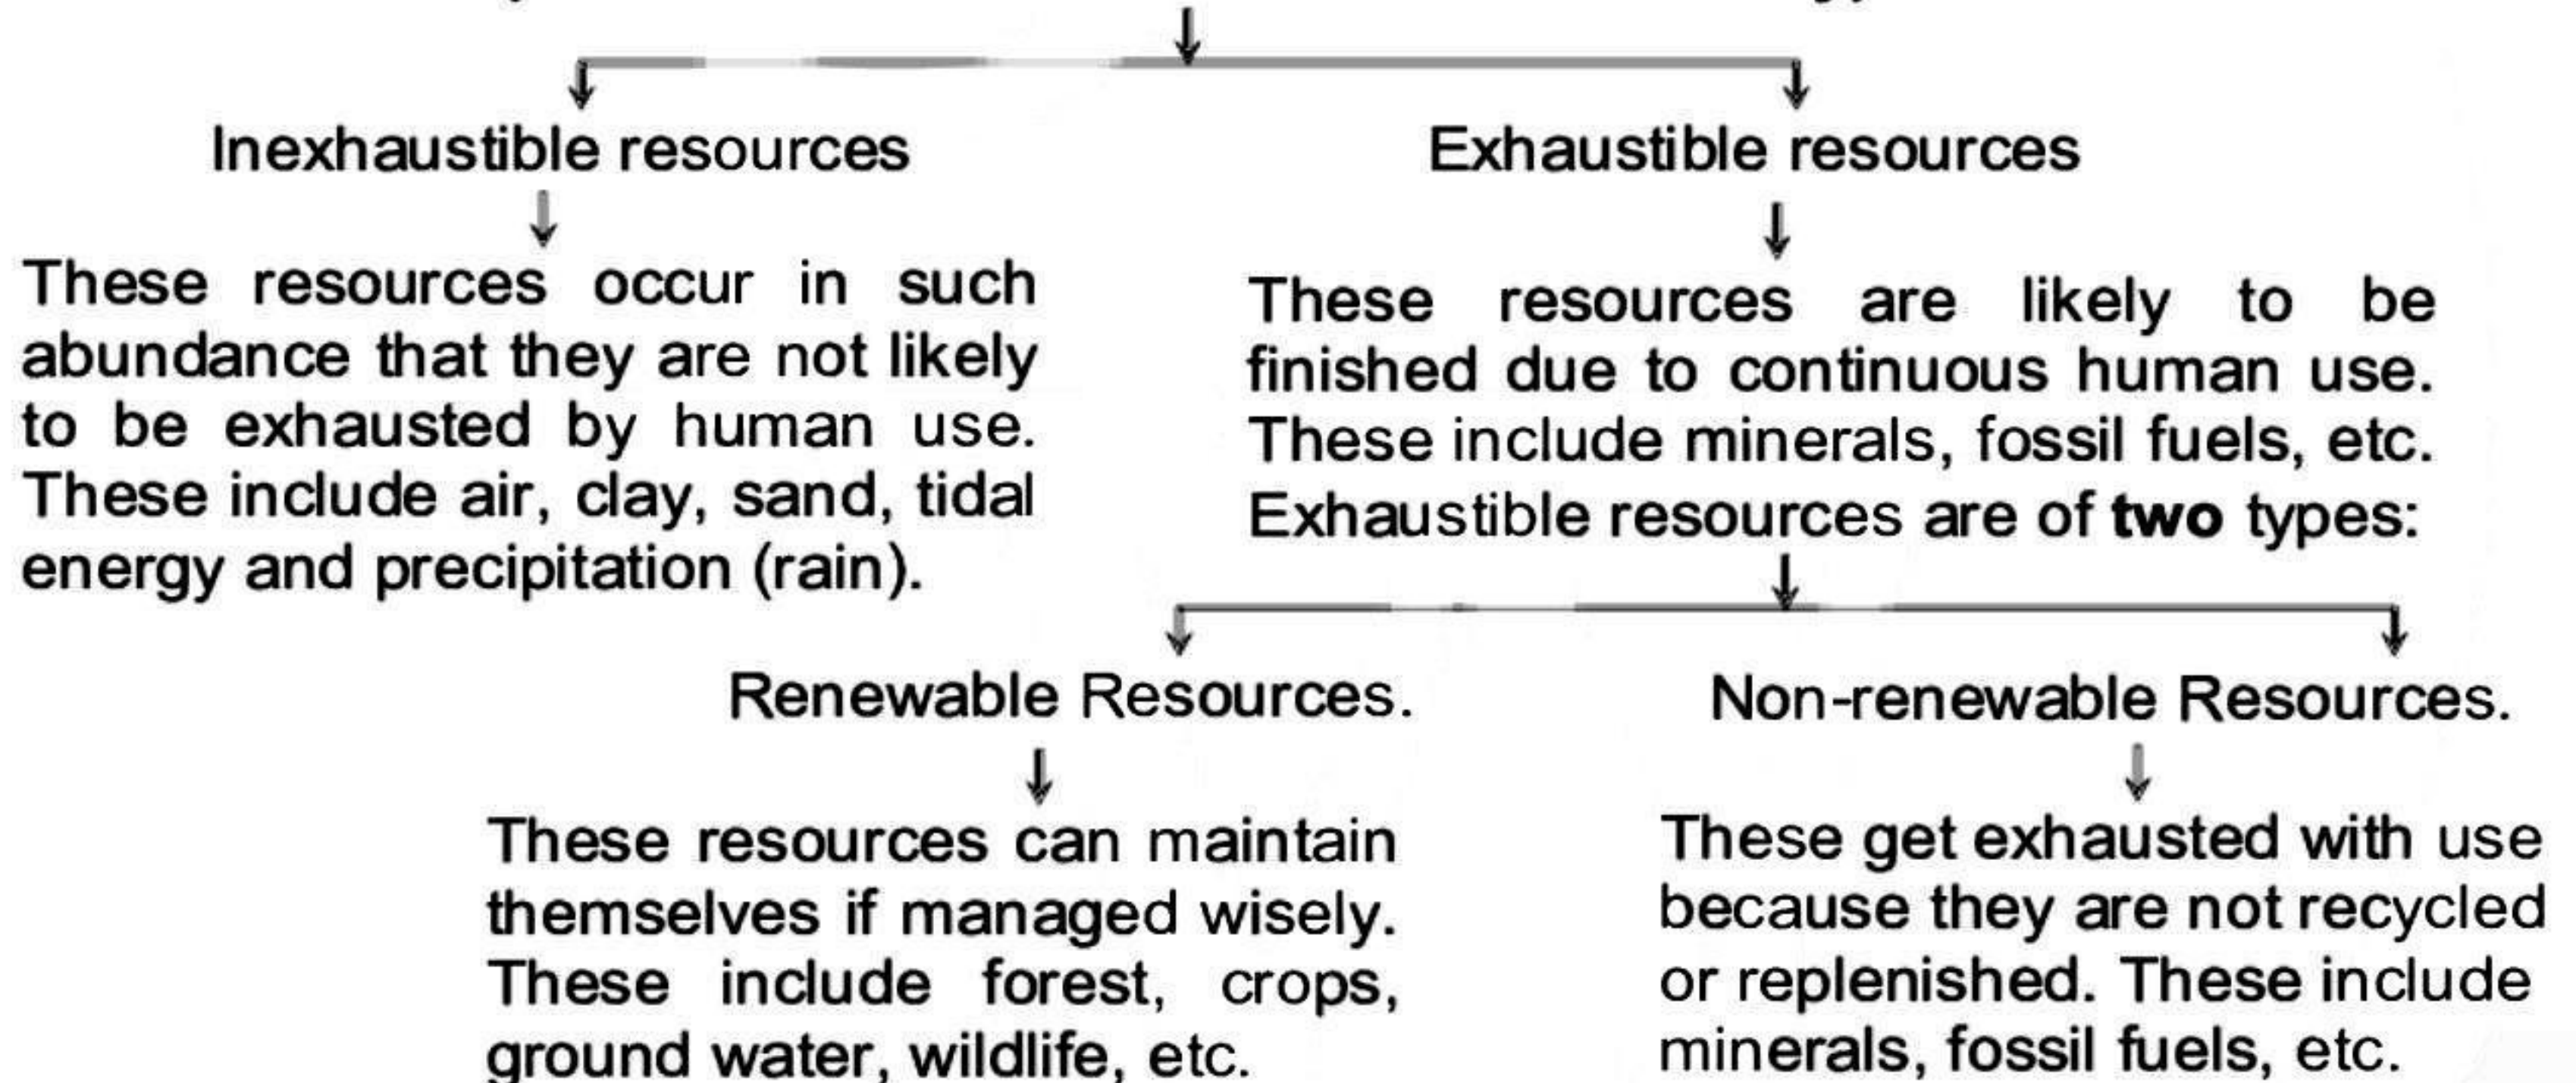 Inexhaustible resources
Exhaustible resources
These resources occur in such
abundance that they are not likely
to be exhausted by human use.
These include air, clay, sand, tidal
energy and precipitation (rain).
These resources are likely to be
finished due to continuous human use.
These include minerals, fossil fuels, etc.
Exhaustible resources are of two types:
Renewable Resources.
Non-renewable Resources.
These resources can maintain
themselves if managed wisely.
These include forest, crops,
ground water, wildlife, etc.
These get exhausted with use
because they are not recycled
or replenished. These include
minerals, fossil fuels, etc.